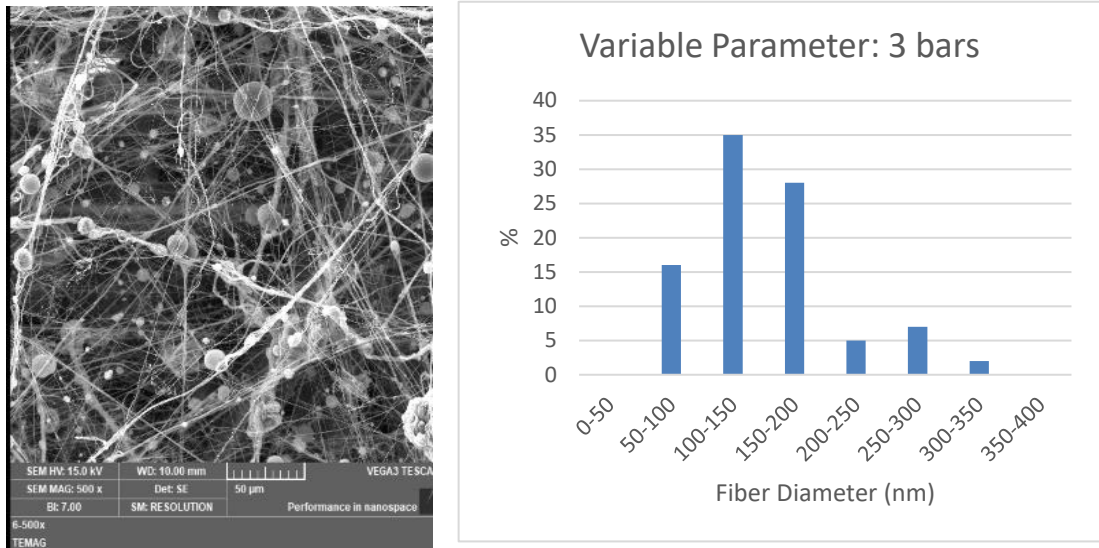 SEM HV: 15.0 kV WD: 10.00 mm VEGA3 TESCA
SEM MAG: 500 x Det: SE 50 µm
BI: 7.00 SM: RESOLUTION Performance in nanospace
6-500x
TEMAG
Variable Parameter: 3 bars
40
35
30
25
20
15
10
5
0
%
0-50 50-100 100-150 150-200 200-250 250-300 300-350 350-400
Fiber Diameter (nm)